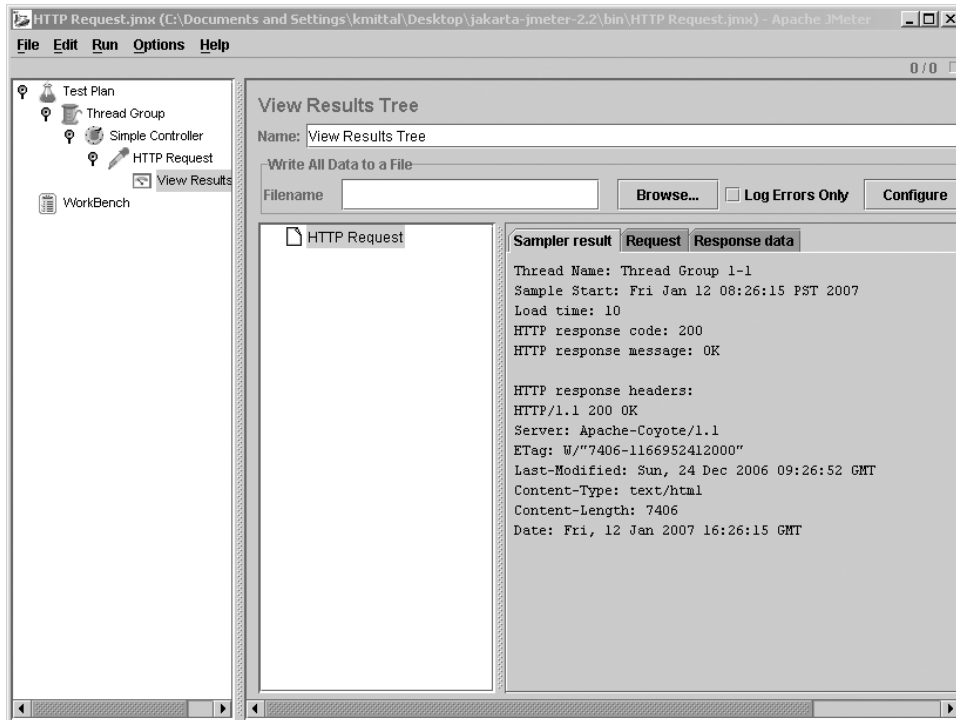 HTTP Request.jmx (C:\Documents and Settings\kmittal\Desktop\jakarta-jmeter-2.2\bin\HTTP Request.jmx) - Apache JMeter
File Edit Run Options Help
0 / 0
Test Plan
Thread Group
Simple Controller
HTTP Request
View Results
WorkBench
View Results Tree
Name: View Results Tree
Write All Data to a File
Filename Browse... Log Errors Only Configure
HTTP Request
Sampler result Request Response data
Thread Name: Thread Group 1-1
Sample Start: Fri Jan 12 08:26:15 PST 2007
Load time: 10
HTTP response code: 200
HTTP response message: OK
HTTP response headers:
HTTP/1.1 200 OK
Server: Apache-Coyote/1.1
ETag: W/"7406-1166952412000"
Last-Modified: Sun, 24 Dec 2006 09:26:52 GMT
Content-Type: text/html
Content-Length: 7406
Date: Fri, 12 Jan 2007 16:26:15 GMT